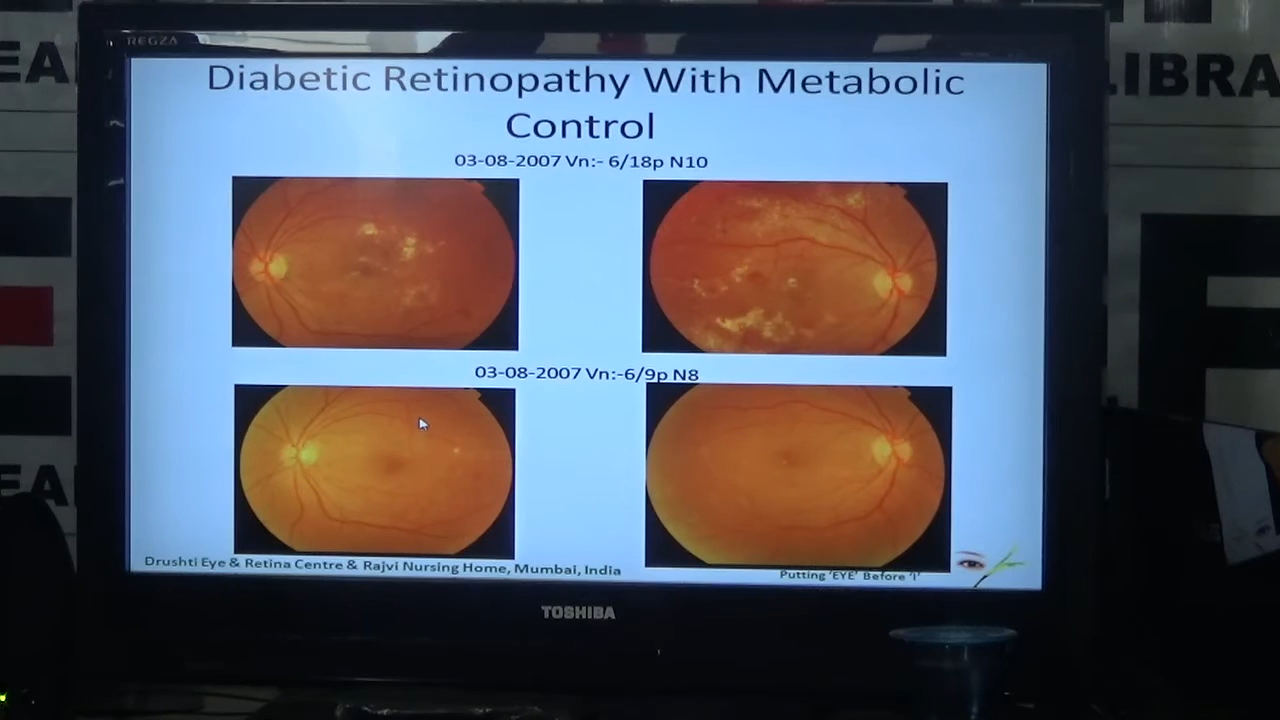 REGZA
Diabetic Retinopathy With Metabolic
Control
03-08-2007 Vn:- 6/18p N10
03-08-2007 Vn:-6/9p N8
Drushti Eye & Retina Centre & Rajvi Nursing Home, Mumbai, India
Putting 'EYE' Before 'I'
TOSHIBA
EA
IBRA
EA